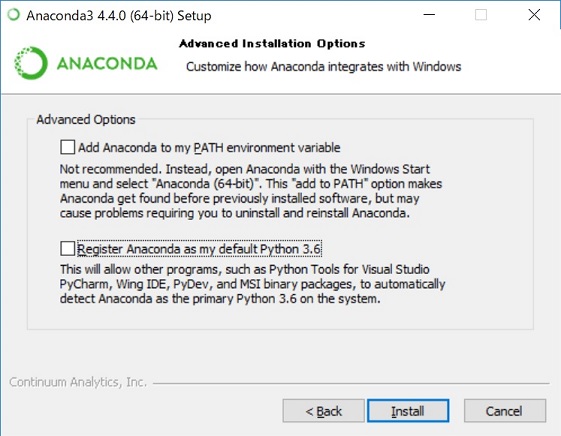 Anaconda3 4.4.0 (64-bit) Setup
Advanced Installation Options
ANACONDA
Customize how Anaconda integrates with Windows
Advanced Options
Add Anaconda to my PATH environment variable
Not recommended. Instead, open Anaconda with the Windows Start
menu and select "Anaconda (64-bit)". This "add to PATH" option makes
Anaconda get found before previously installed software, but may
cause problems requiring you to uninstall and reinstall Anaconda.
Register Anaconda as my default Python 3.6
This will allow other programs, such as Python Tools for Visual Studio
PyCharm, Wing IDE, PyDev, and MSI binary packages, to automatically
detect Anaconda as the primary Python 3.6 on the system.
Continuum Analytics, Inc.
< Back Install Cancel